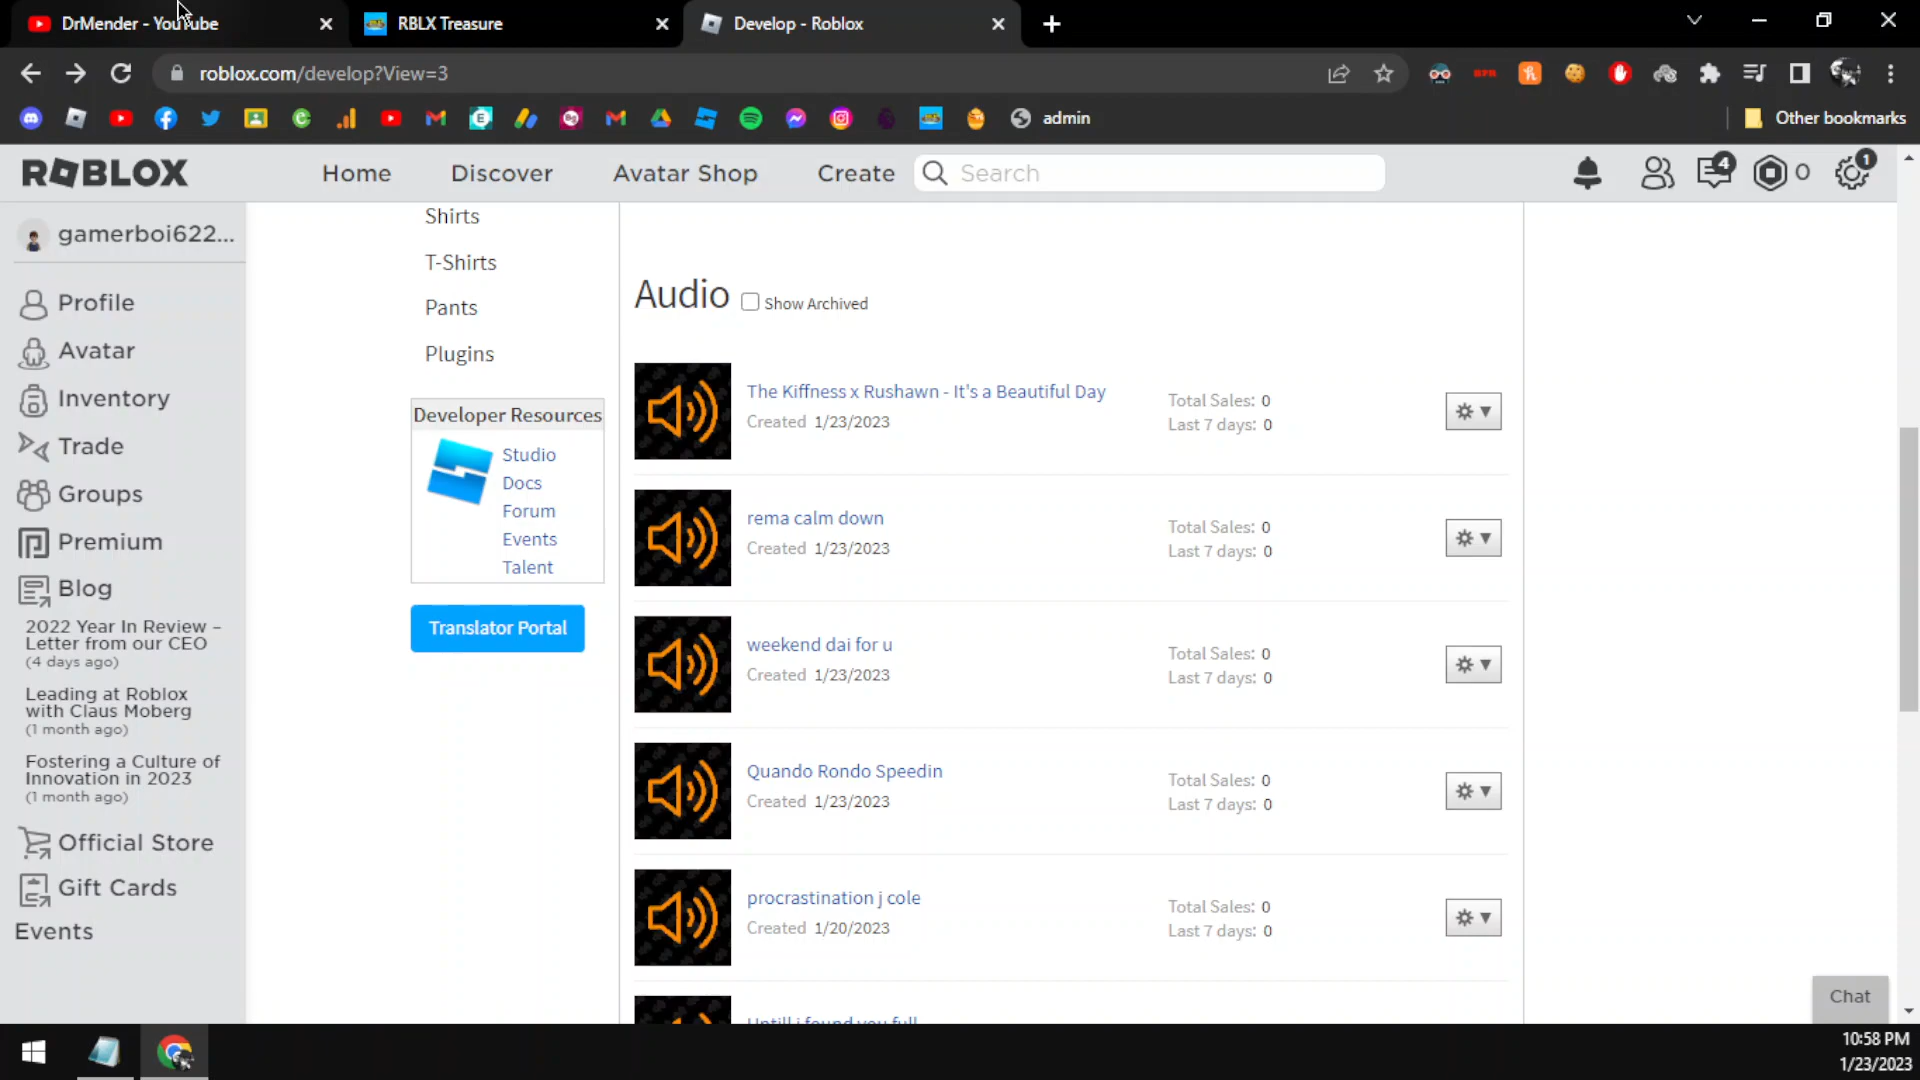 DrMender - YouTube
RBLX Treasure
Develop - Roblox
roblox.com/develop?View=3
admin
Other bookmarks
ROBLOX
Home
Discover
Avatar Shop
Create
Search
4
0
1
gamerboi622...
Profile
Avatar
Inventory
Trade
Groups
Premium
Blog
2022 Year In Review –
Letter from our CEO
(4 days ago)
Leading at Roblox
with Claus Moberg
(1 month ago)
Fostering a Culture of
Innovation in 2023
(1 month ago)
Official Store
Gift Cards
Events
Shirts
T-Shirts
Pants
Plugins
Developer Resources
Studio
Docs
Forum
Events
Talent
Translator Portal
Audio
Show Archived
The Kiffness x Rushawn - It's a Beautiful Day
Created 1/23/2023
Total Sales: 0
Last 7 days: 0
rema calm down
Created 1/23/2023
Total Sales: 0
Last 7 days: 0
weekend dai for u
Created 1/23/2023
Total Sales: 0
Last 7 days: 0
Quando Rondo Speedin
Created 1/23/2023
Total Sales: 0
Last 7 days: 0
procrastination j cole
Created 1/20/2023
Total Sales: 0
Last 7 days: 0
Untill i found you full
Chat
10:58 PM
1/23/2023